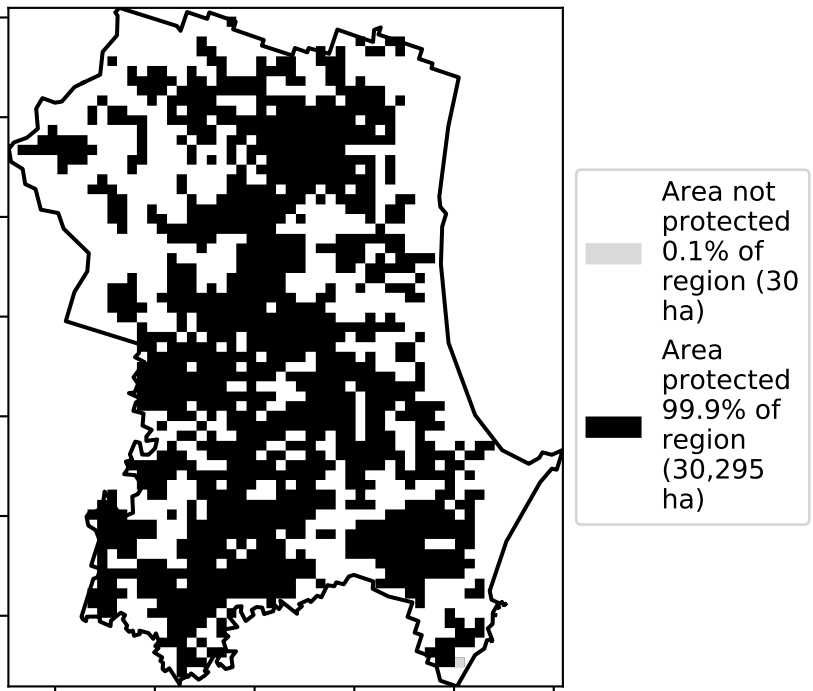 Area not
protected
0.1% of
region (30
ha)
Area
protected
99.9% of
region
(30,295
ha)